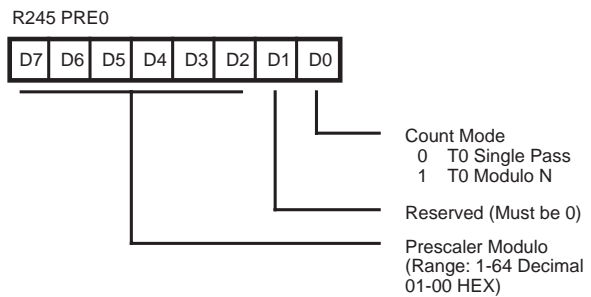 R245 PRE0
D7 D6 D5 D4 D3 D2 D1 D0
Count Mode
0 T0 Single Pass
1 T0 Modulo N
Reserved (Must be 0)
Prescaler Modulo
(Range: 1-64 Decimal
01-00 HEX)